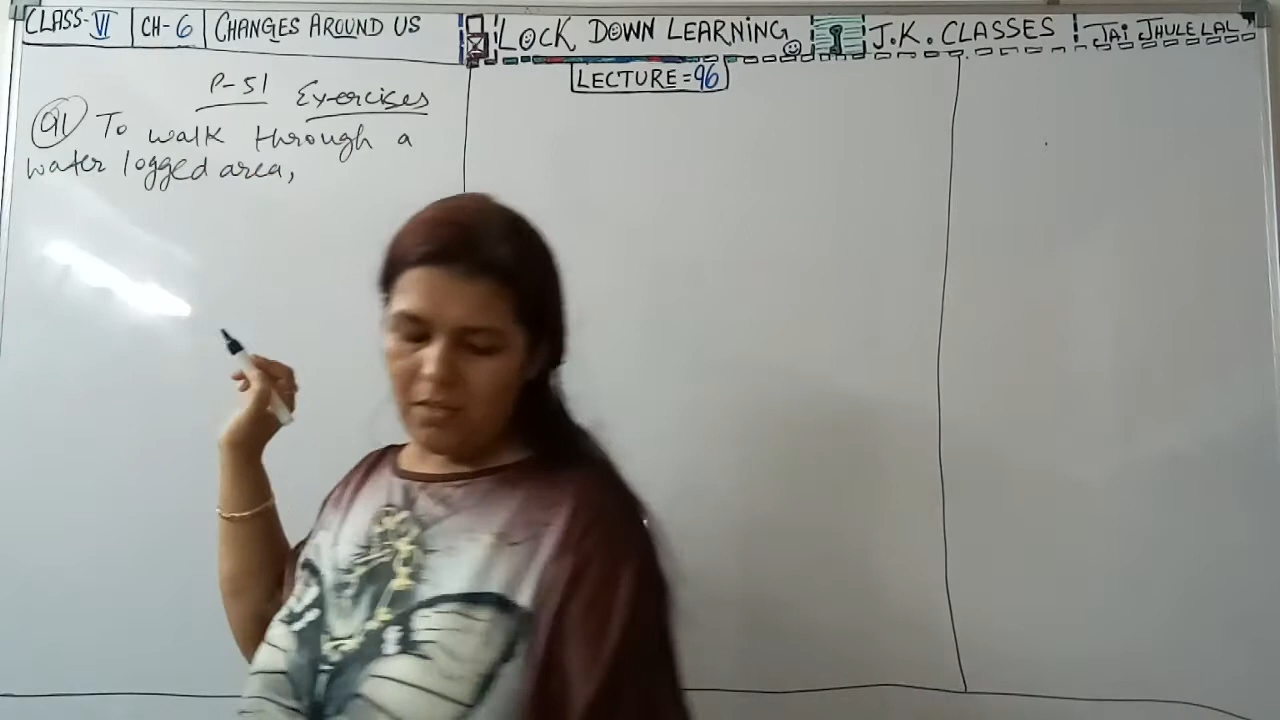 CLASS-VI CH-6 CHANGES AROUND US
LOCK DOWN LEARNING J.K. CLASSES JAI JHULELAL
LECTURE=96
P-51 Exercises
Q1 To walk through a
water logged area,